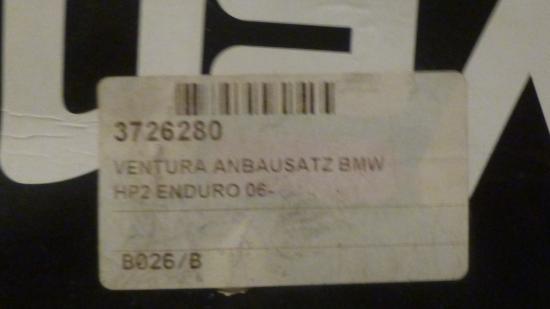 3726280
VENTURA ANBAUSATZ BMW
HP2 ENDURO 06-
B026/B